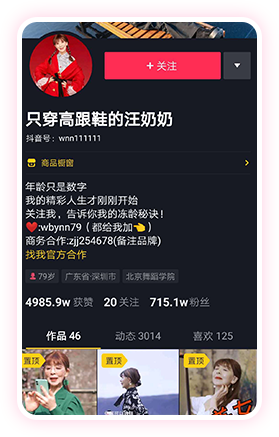 + 关注
只穿高跟鞋的汪奶奶
抖音号：wnn111111
商品橱窗
年龄只是数字
我的精彩人生才刚刚开始
关注我，告诉你我的冻龄秘诀！
❤️:wbynn79（都给我加👈）
商务合作:zjj254678(备注品牌)
找我官方合作
79岁 广东省·深圳市 北京舞蹈学院
4985.9w 获赞 20 关注 715.1w 粉丝
作品 46 动态 3014 喜欢 125
置顶 置顶 置顶